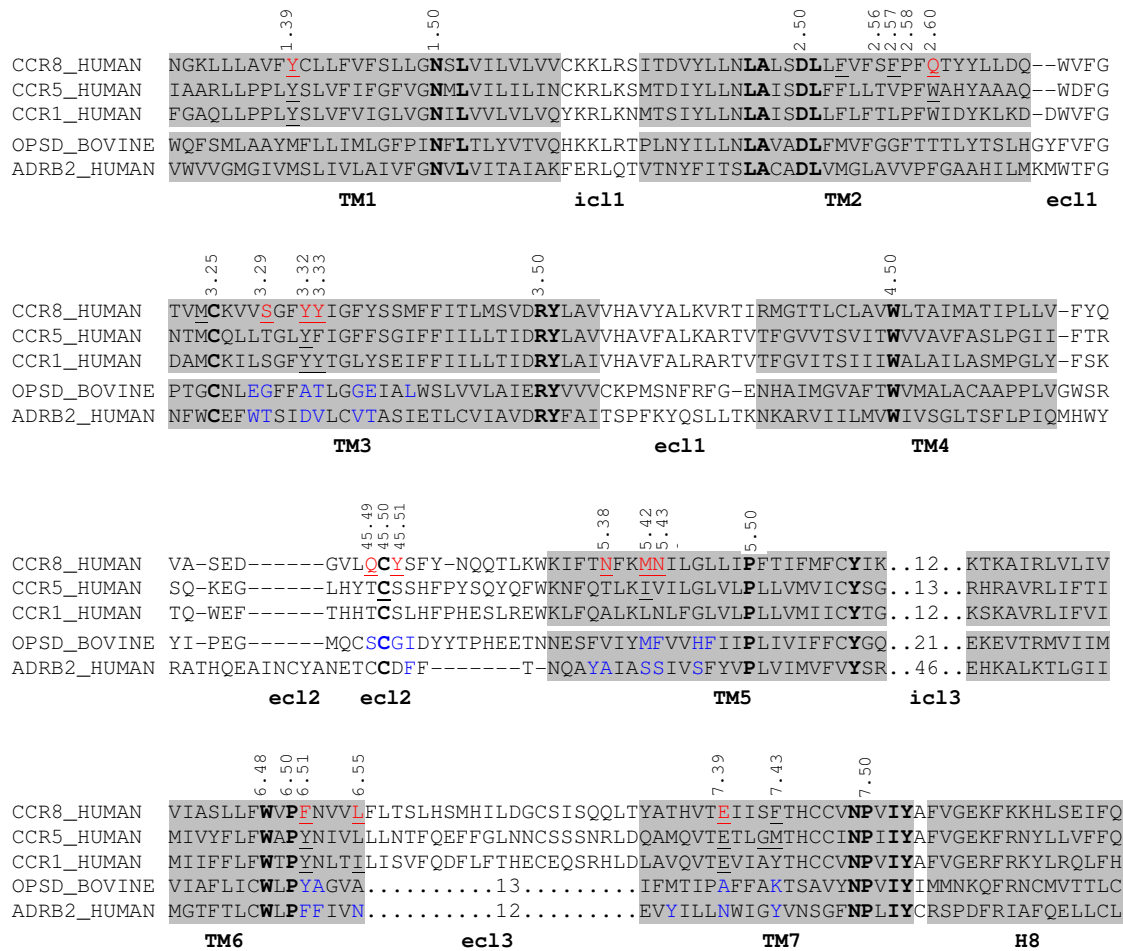 1.39 1.50 2.50 2.56 2.57 2.58 2.60
CCR8_HUMAN NGKLLLAVFYCLLFVFSLLGNSLVILVLVVCKKLRSITDVYLLNLALSDLLFVFSFPFQTYYLLDQ--WVFG
CCR5_HUMAN IAARLLPPLYSLVFIFGFVGNMLVILILINCKRLKSMTDIYLLNLAISDLFFLLTVPFWAHYAAAQ--WDFG
CCR1_HUMAN FGAQLLPPLYSLVFVIGLVGNILVVLVLVQYKRLKNMTSIYLLNLAISDLLFLFTLPFWIDYKLKD--DWVFG
OPSD_BOVINE WQFSMLAAYMFLLIMLGFPINFLTLYVTVQHKKLRTPLNYILLNLAVADLFMVFGGFTTTLYTSLHGYFVFG
ADRB2_HUMAN VWVVGMGIVMSLIVLAIVFGNVLVITAIAKFERLQTVTNYFITSLACADLVMGLAVVPFGAAHILMKMWTFG
TM1 icl1 TM2 ecl1
3.25 3.29 3.32 3.33 3.50 4.50
CCR8_HUMAN TVMCKVVSGFYYIGFYSSMFFITLMSVDRYLAVVHAVYALKVRTIRMGTTLCLAVWLTAIMATIPLLV-FYQ
CCR5_HUMAN NTMCQLLTGLYFIGFFSGIFFIILLTIDRYLAVVHAVFALKARTVTFGVVTSVITWVVAVFASLPGII-FTR
CCR1_HUMAN DAMCKILSGFYYTGLYSEIFFIILLTIDRYLAIVHAVFALRARTVTFGVITSIIIWALAILASMPGLY-FSK
OPSD_BOVINE PTGCNLEGFFATLGGEIALWSLVVLAIERYVVVCKPMSNFRFG-ENHAIMGVAFTWVMALACAAPPLVGWSR
ADRB2_HUMAN NFWCEFWTSIDVLCVTASIETLCVIAVDRYFAITSPFKYQSLLTKNKARVIILMVWIVSGLTSFLPIQMHWY
TM3 ecl1 TM4
45.49 45.50 45.51 5.38 5.42 5.43 5.50
CCR8_HUMAN VA-SED------GVLQCYSFY-NQQTLKWKIFTNFKMNILGLLIPFTIFMFCYIK..12..KTKAIRLVLIV
CCR5_HUMAN SQ-KEG------LHYTCSSHFPYSQYQFWKNFQTLKIVILGLVLPLLVMVICYSG..13..RHRAVRLIFTI
CCR1_HUMAN TQ-WEF------THHTCSLHFPHESLREWKLFQALKLNLFGLVLPLLVMIICYTG..12..KSKAVRLIFVI
OPSD_BOVINE YI-PEG------MQCSCGIDYYTPHEETNNESFVIYMFVVHFIIPLIVIFFCYGQ..21..EKEVTRMVIIM
ADRB2_HUMAN RATHQEAINCYANETCCDFF-------T-NQAYAIASSIVSFYVPLVIMVFVYSR..46..EHKALKTLGII
ecl2 ecl2 TM5 icl3
6.48 6.50 6.51 6.55 7.39 7.43 7.50
CCR8_HUMAN VIASLLFWVPFNVVLFLTSLHSMHILDGCSISQQLTYATHVTEIISFTHCCVNPVIYAFVGEKFKKHLSEIFQ
CCR5_HUMAN MIVYFLFWAPYNIVLLLNTFQEFFGLNNCSSSNRLDQAMQVTETLGMTHCCINPVIYAFVGEKFRNYLLVFFQ
CCR1_HUMAN MIIFFLFWTPYNLTILISVFQDFLFTHECEQSRHLDLAVQVTEVIAYTHCCVNPVIYAFVGERFRKYLRQLFH
OPSD_BOVINE VIAFLICWLPYAGVA..........13.........IFMTIPAFFAKTSAVYNPVIYIMMNKQFRNCMVTTLC
ADRB2_HUMAN MGTFTLCWLPFFIVN..........12.........EVYILLNWIGYVNSGFNPLIYCRSPDFRIAFQELLCL
TM6 ecl3 TM7 H8